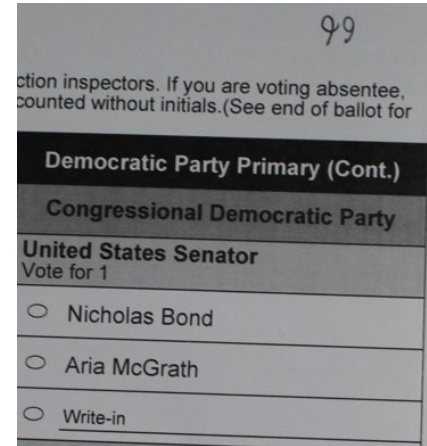 99
ction inspectors. If you are voting absentee,
counted without initials.(See end of ballot for
Democratic Party Primary (Cont.)
Congressional Democratic Party
United States Senator
Vote for 1
Nicholas Bond
Aria McGrath
Write-in